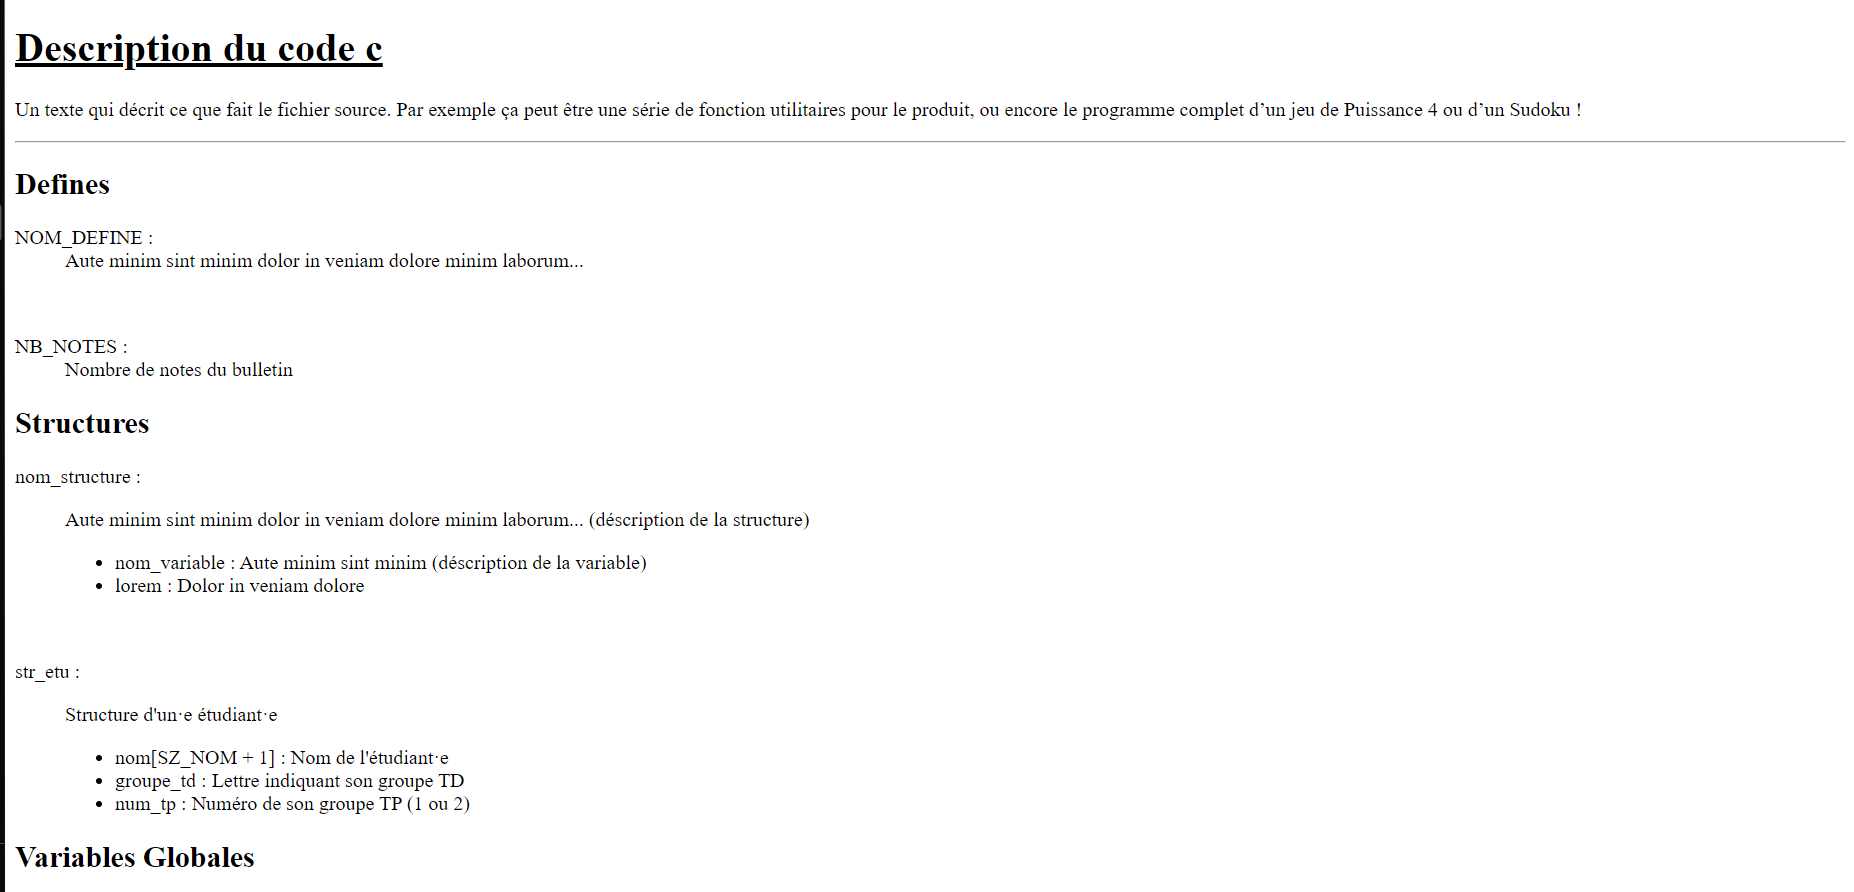 Description du code c
Un texte qui décrit ce que fait le fichier source. Par exemple ça peut être une série de fonction utilitaires pour le produit, ou encore le programme complet d’un jeu de Puissance 4 ou d’un Sudoku !
Defines
NOM_DEFINE :
Aute minim sint minim dolor in veniam dolore minim laborum...
NB_NOTES :
Nombre de notes du bulletin
Structures
nom_structure :
Aute minim sint minim dolor in veniam dolore minim laborum... (déscription de la structure)
• nom_variable : Aute minim sint minim (déscription de la variable)
• lorem : Dolor in veniam dolore
str_etu :
Structure d'un·e étudiant·e
• nom[SZ_NOM + 1] : Nom de l'étudiant·e
• groupe_td : Lettre indiquant son groupe TD
• num_tp : Numéro de son groupe TP (1 ou 2)
Variables Globales